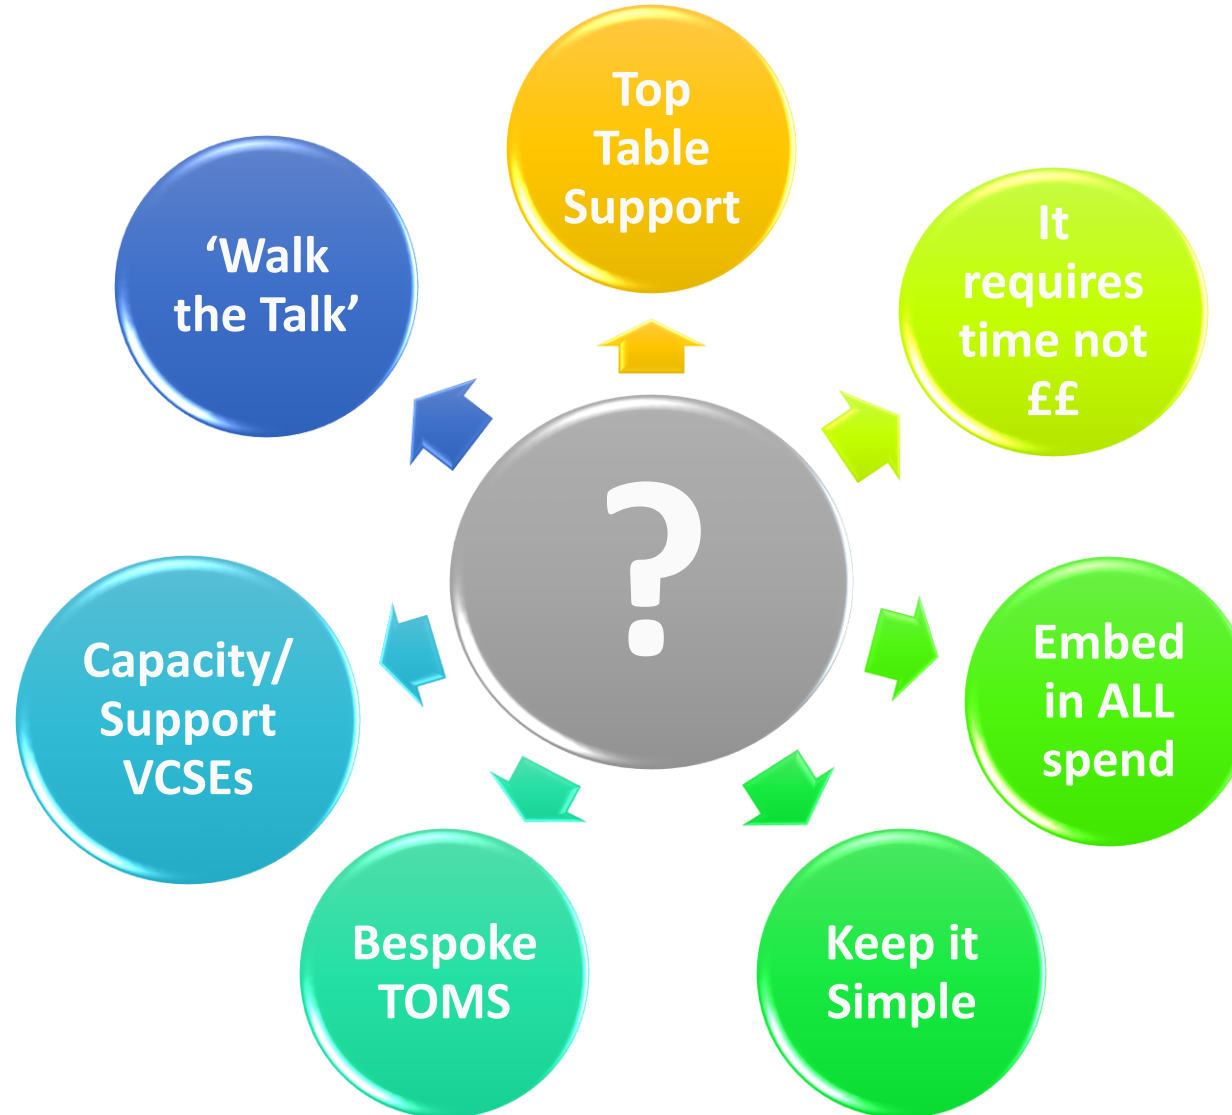 Top
Table
Support
It
requires
time not
££
Embed
in ALL
spend
Keep it
Simple
Bespoke
TOMS
Capacity/
Support
VCSEs
‘Walk
the Talk’
?